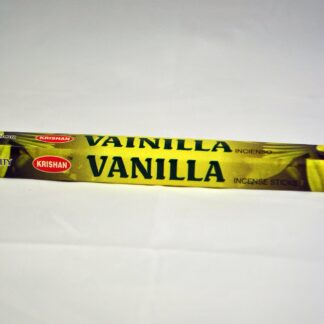 KRISHAN VAINILLA INCIENSO
KRISHAN VANILLA INCENSE STICKS